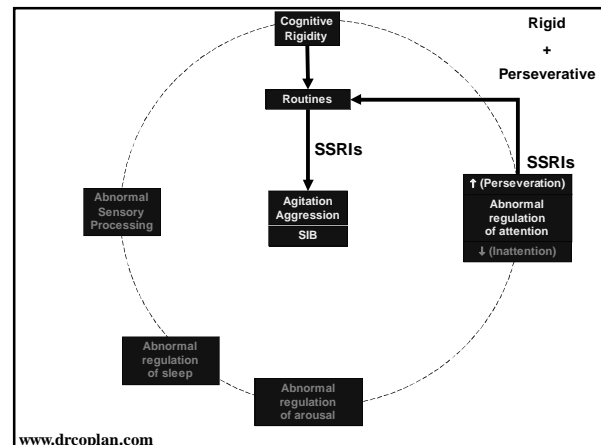 Cognitive
Rigidity
Rigid
+
Perseverative
Routines
SSRIs
SSRIs
↑ (Perseveration)
Abnormal
regulation
of attention
↓ (Inattention)
Abnormal
Sensory
Processing
Agitation
Aggression
SIB
Abnormal
regulation
of sleep
Abnormal
regulation
of arousal
www.drcoplan.com